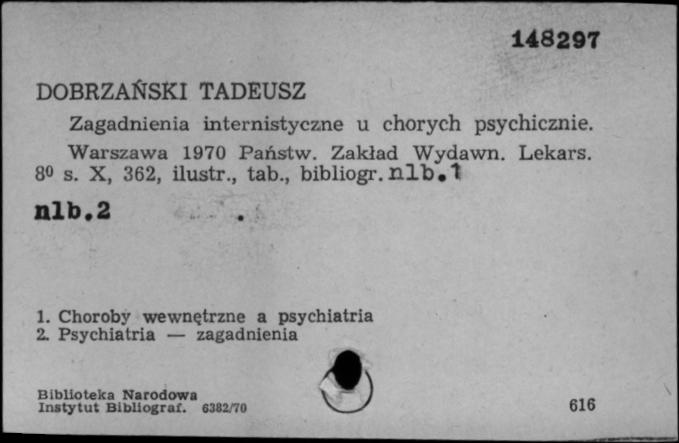 148297
DOBRZAŃSKI TADEUSZ
Zagadnienia internistyczne u chorych psychicznie.
Warszawa 1970 Państw. Zakład Wydawn. Lekars.
8⁰ s. X, 362, ilustr., tab., bibliogr. nlb.1
nlb.2
1. Choroby wewnętrzne a psychiatria
2. Psychiatria — zagadnienia
Biblioteka Narodowa
Instytut Bibliograf. 6382/70
616